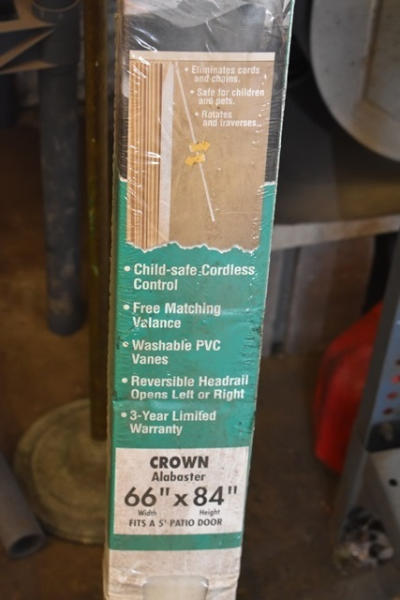 • Eliminates cords
and chains.
• Safe for children
and pets.
• Rotates
and traverses...
• Child-safe Cordless
Control
• Free Matching
Valance
• Washable PVC
Vanes
• Reversible Headrail
Opens Left or Right
• 3-Year Limited
Warranty
CROWN
Alabaster
66" x 84"
Width Height
FITS A 5' PATIO DOOR